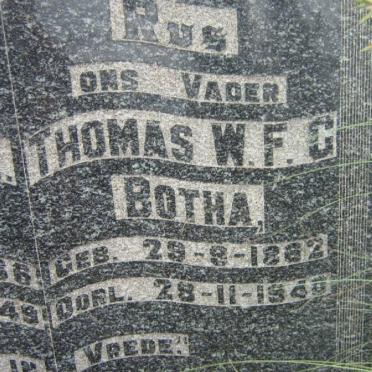 RUS
ONS VADER
THOMAS W.F.C
BOTHA,
GEB. 29-8-1882
OORL. 28-11-1949
VREDE."